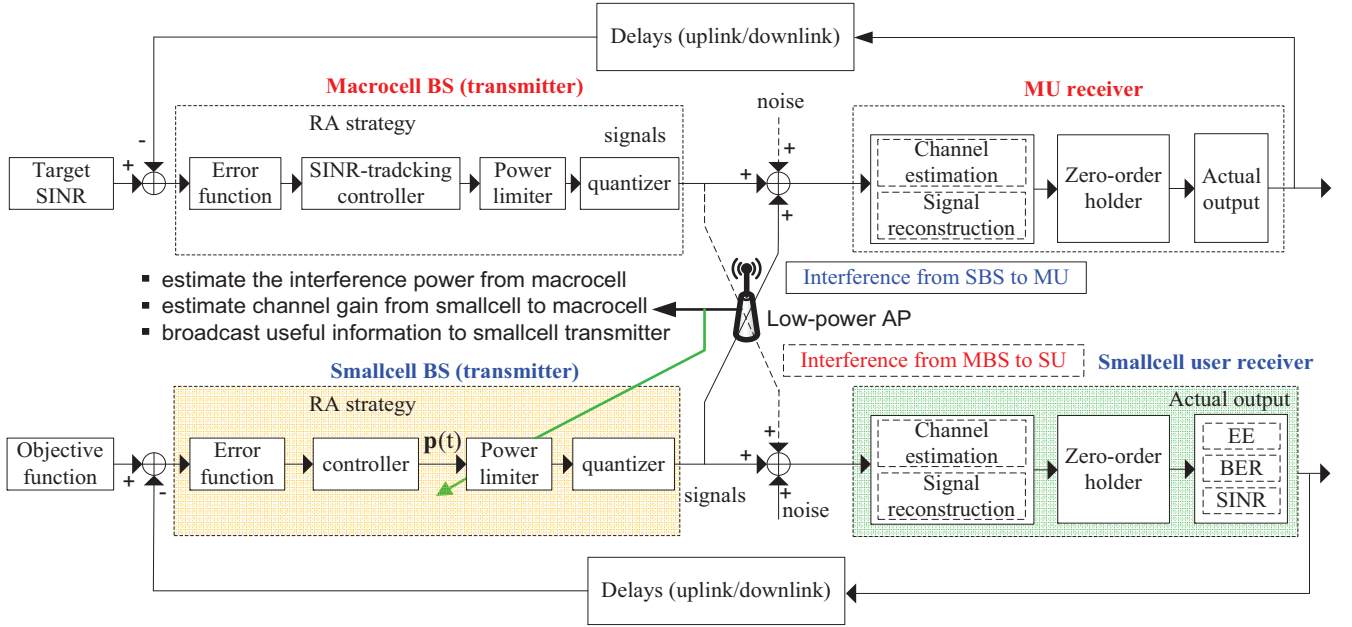 Delays (uplink/downlink)
Macrocell BS (transmitter)
MU receiver
noise
RA strategy
signals
-
+
+
+
+
Target
SINR
Error
function
SINR-tradcking
controller
Power
limiter
quantizer
Channel
estimation
Signal
reconstruction
Zero-order
holder
Actual
output
▪ estimate the interference power from macrocell
▪ estimate channel gain from smallcell to macrocell
▪ broadcast useful information to smallcell transmitter
Interference from SBS to MU
Low-power AP
Interference from MBS to SU
Smallcell BS (transmitter)
Smallcell user receiver
RA strategy
Actual output
Objective
function
+
-
Error
function
controller
p(t)
Power
limiter
quantizer
signals
+
+
+
noise
Channel
estimation
Signal
reconstruction
Zero-order
holder
EE
BER
SINR
Delays (uplink/downlink)